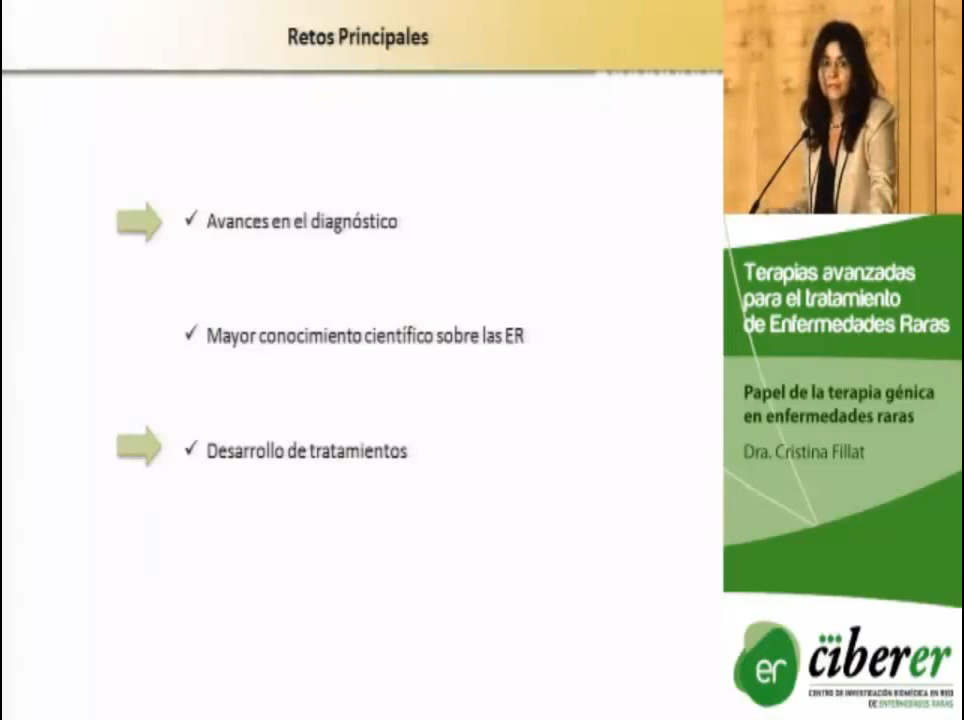 Retos Principales
✓ Avances en el diagnóstico
✓ Mayor conocimiento científico sobre las ER
✓ Desarrollo de tratamientos
Terapias avanzadas
para el tratamiento
de Enfermedades Raras
Papel de la terapia génica
en enfermedades raras
Dra. Cristina Fillat
er
ciberer
CENTRO DE INVESTIGACIÓN BIOMÉDICA EN RED
DE ENFERMEDADES RARAS